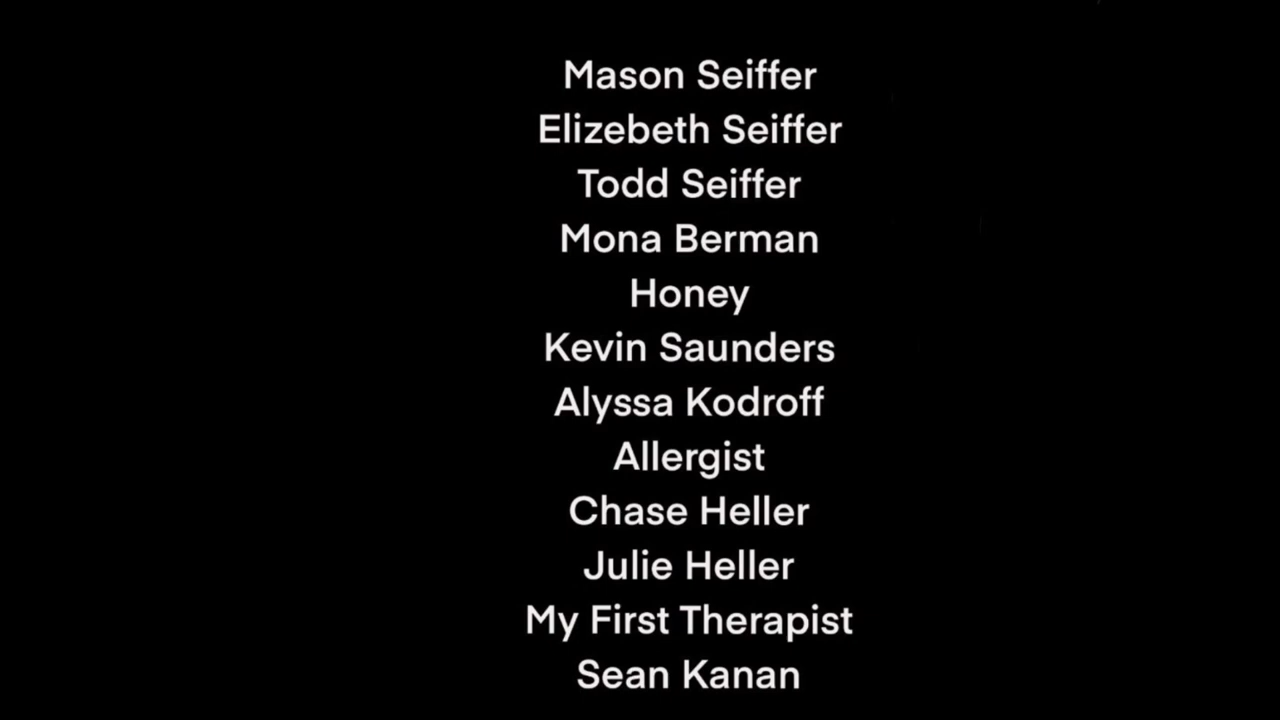 Mason Seiffer
Elizebeth Seiffer
Todd Seiffer
Mona Berman
Honey
Kevin Saunders
Alyssa Kodroff
Allergist
Chase Heller
Julie Heller
My First Therapist
Sean Kanan